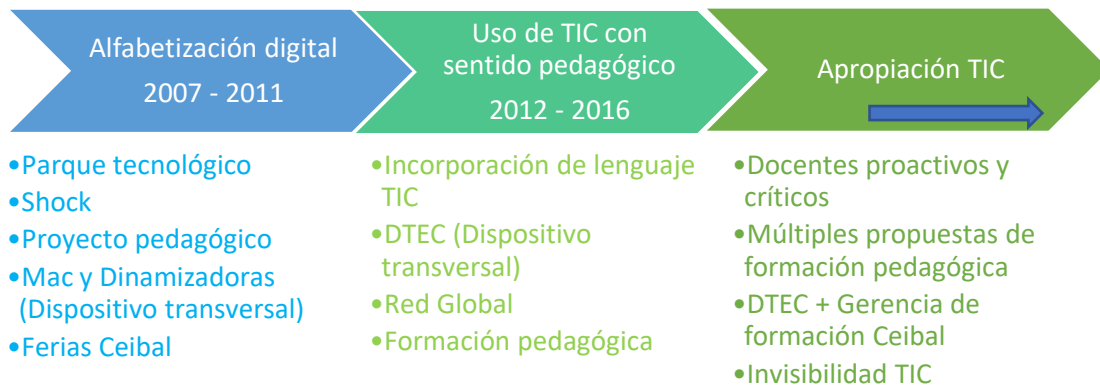 Alfabetización digital
2007 - 2011
Uso de TIC con
sentido pedagógico
2012 - 2016
Apropiación TIC
•Parque tecnológico
•Shock
•Proyecto pedagógico
•Mac y Dinamizadoras
(Dispositivo transversal)
•Ferias Ceibal
•Incorporación de lenguaje
TIC
•DTEC (Dispositivo
transversal)
•Red Global
•Formación pedagógica
•Docentes proactivos y
críticos
•Múltiples propuestas de
formación pedagógica
•DTEC + Gerencia de
formación Ceibal
•Invisibilidad TIC